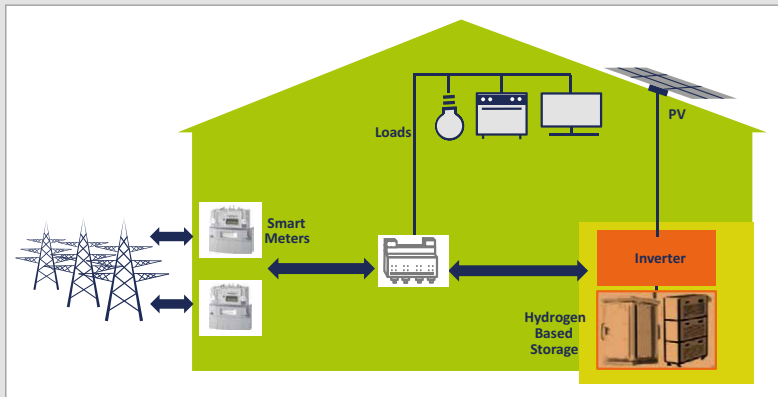 PV
Loads
Smart
Meters
Inverter
Hydrogen
Based
Storage